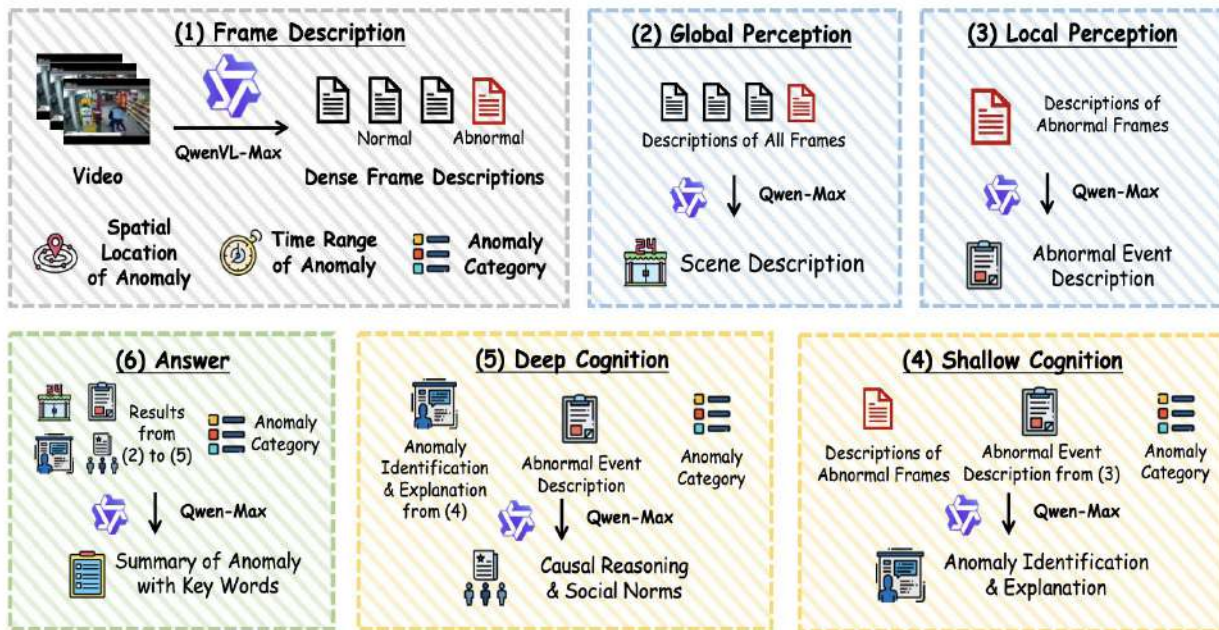 (1) Frame Description
QwenVL-Max
Video
Normal
Abnormal
Dense Frame Descriptions
Spatial
Location
of Anomaly
Time Range
of Anomaly
Anomaly
Category
(2) Global Perception
Descriptions of All Frames
Qwen-Max
24
Scene Description
(3) Local Perception
Descriptions of
Abnormal Frames
Qwen-Max
Abnormal Event
Description
(4) Shallow Cognition
Descriptions of
Abnormal Frames
Abnormal Event
Description from (3)
Anomaly
Category
Qwen-Max
Anomaly Identification
& Explanation
(5) Deep Cognition
Anomaly
Identification
& Explanation
from (4)
Abnormal Event
Description
Anomaly
Category
Qwen-Max
Causal Reasoning
& Social Norms
(6) Answer
24
Results
from
(2) to (5)
Anomaly
Category
Qwen-Max
Summary of Anomaly
with Key Words